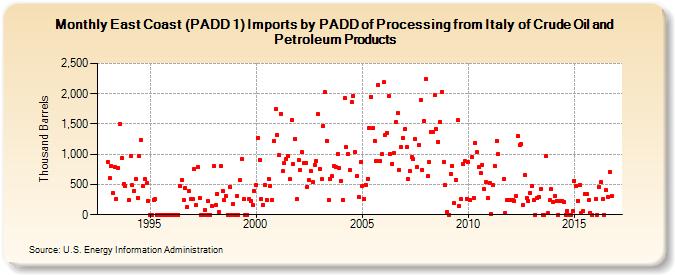 Monthly East Coast (PADD 1) Imports by PADD of Processing from Italy of Crude Oil and
Petroleum Products
Thousand Barrels
2,500
2,000
1,500
1,000
500
0
1995
2000
2005
2010
2015
Source: U.S. Energy Information Administration